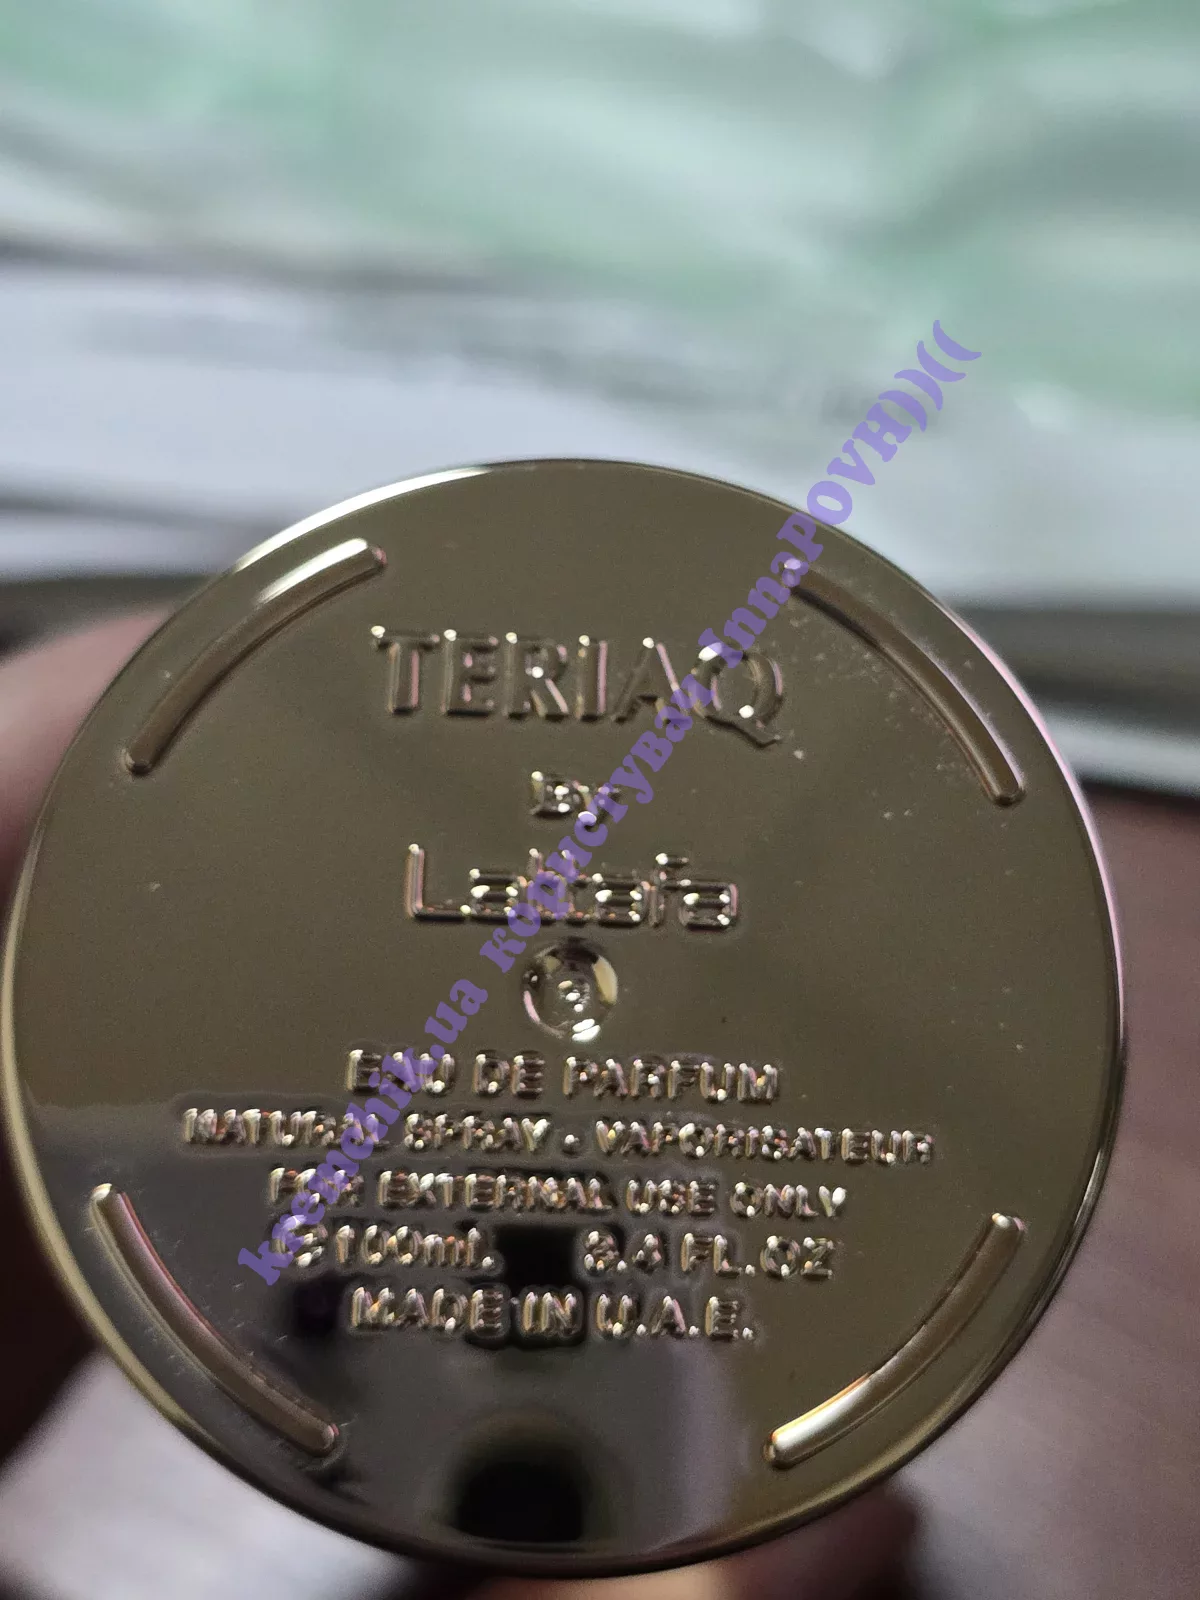 TERIAQ
By
Lattafa
EAU DE PARFUM
NATURAL SPRAY . VAPORISATEUR
FOR EXTERNAL USE ONLY
e 100ml. 3.4 FL.OZ
MADE IN U.A.E.
kremchik.ua користувач InnaPOVH))((